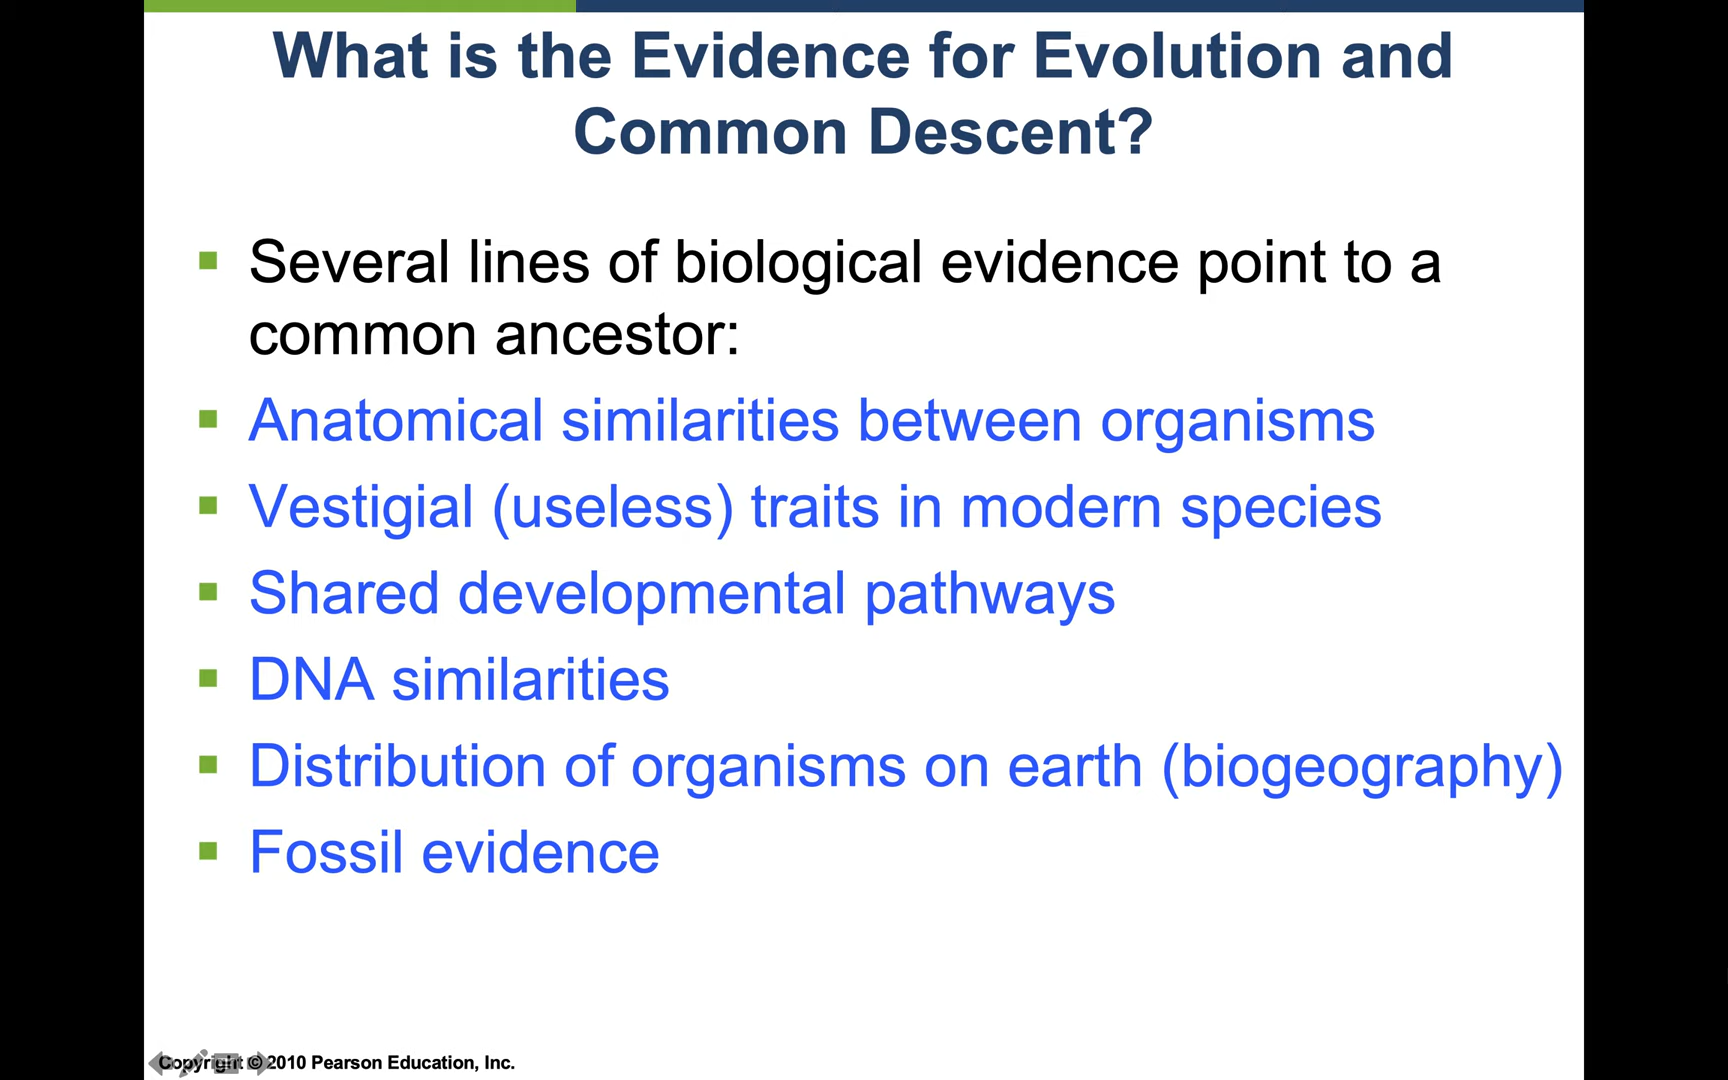 What is the Evidence for Evolution and
Common Descent?
Several lines of biological evidence point to a
common ancestor:
Anatomical similarities between organisms
Vestigial (useless) traits in modern species
Shared developmental pathways
DNA similarities
Distribution of organisms on earth (biogeography)
Fossil evidence
Copyright © 2010 Pearson Education, Inc.